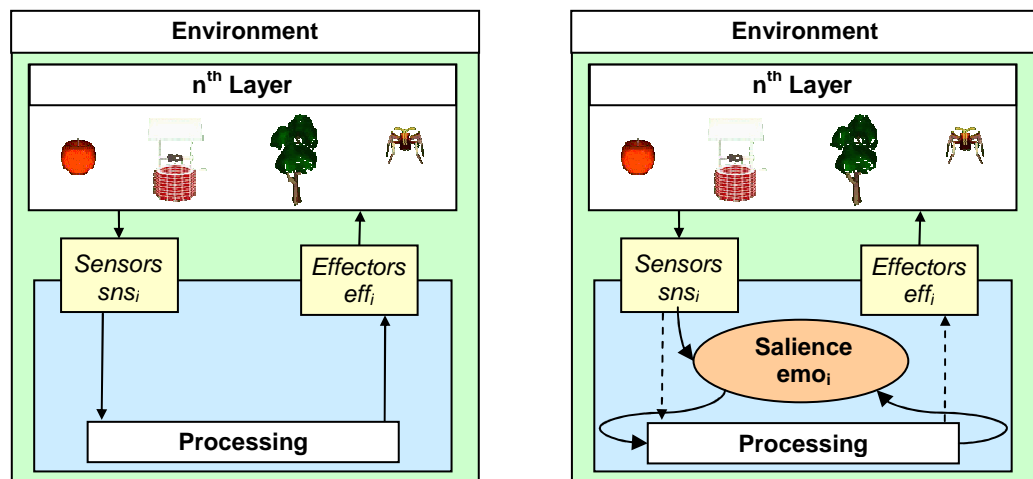 Environment
nth Layer
Sensors
snsi
Effectors
effi
Processing
Environment
nth Layer
Sensors
snsi
Effectors
effi
Salience
emoi
Processing